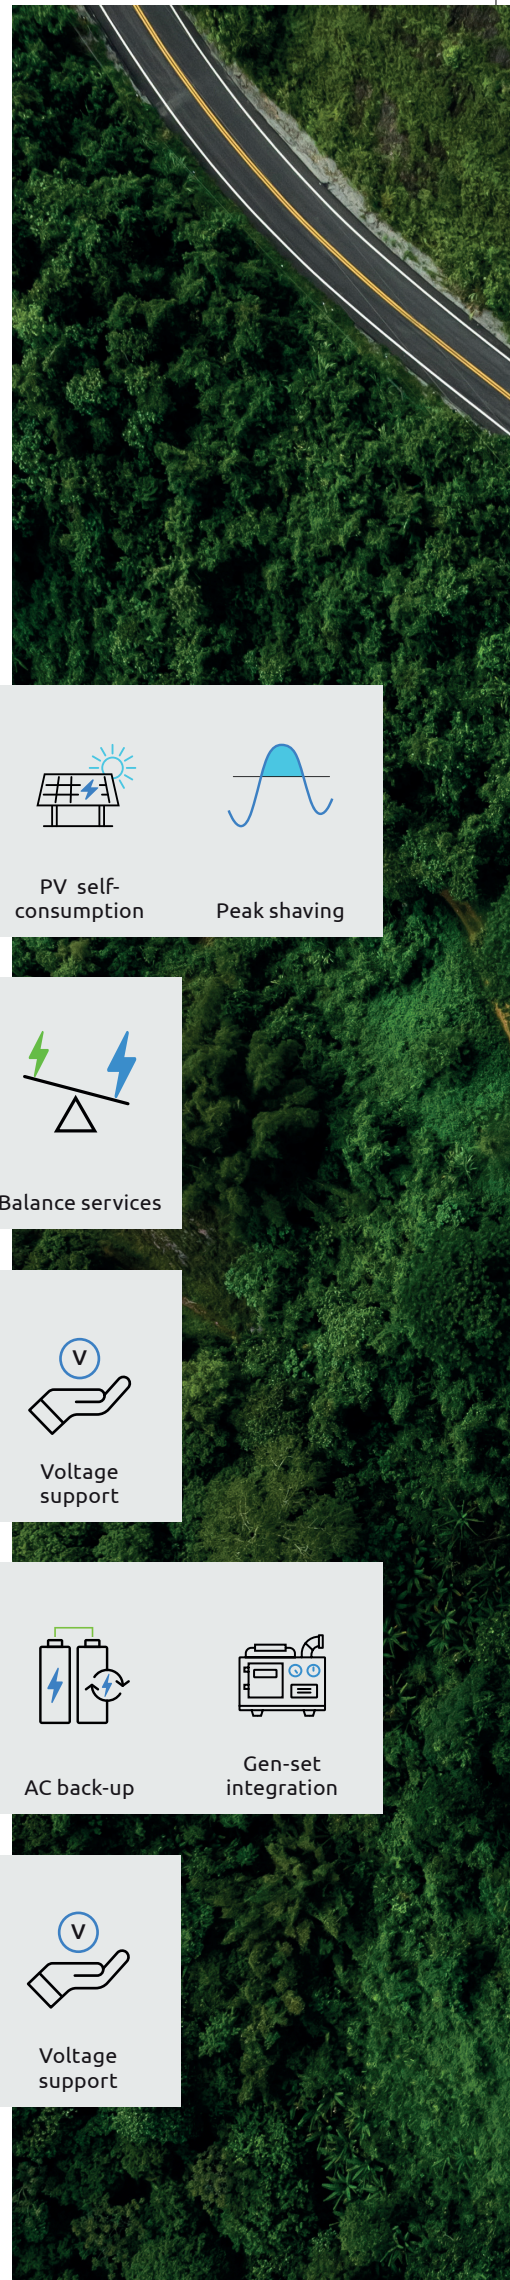 PV self-
consumption
Peak shaving
Balance services
V
Voltage
support
AC back-up
Gen-set
integration
V
Voltage
support